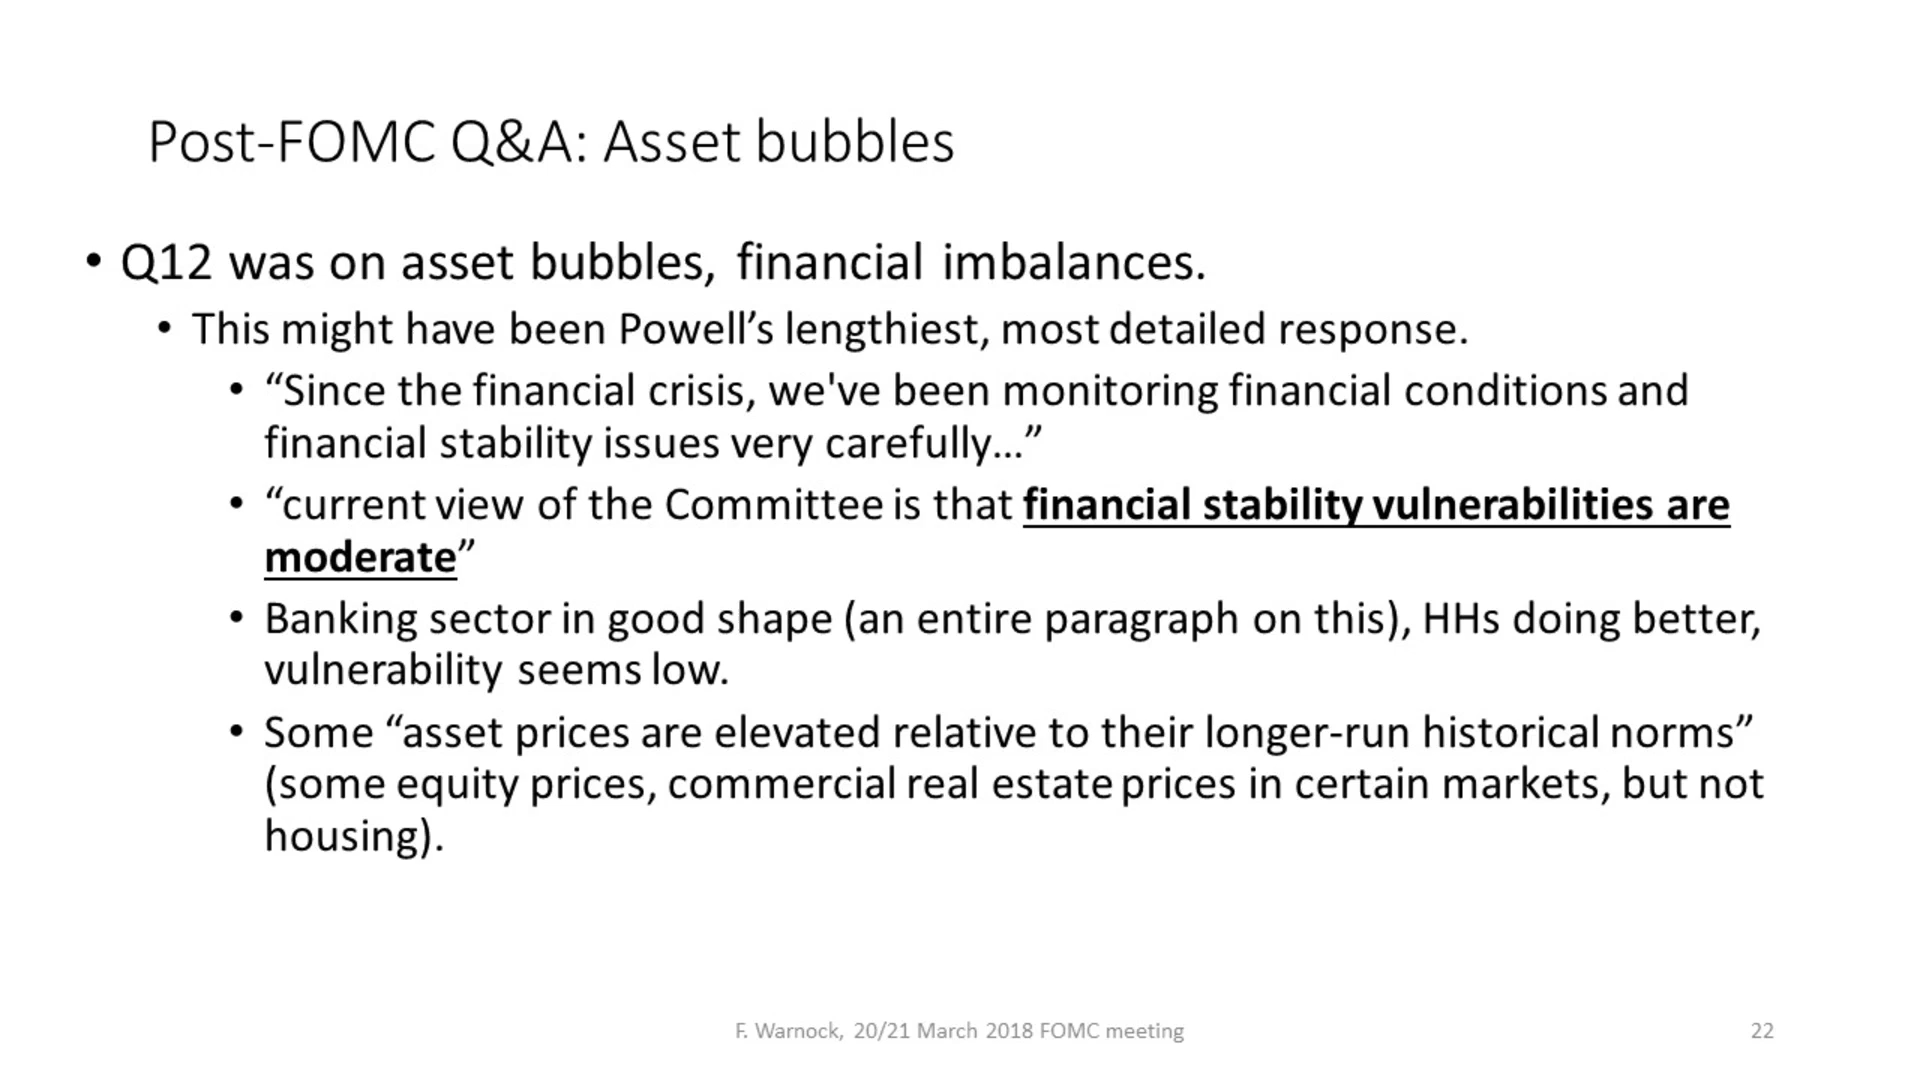 Post-FOMC Q&A: Asset bubbles
• Q12 was on asset bubbles, financial imbalances.
• This might have been Powell’s lengthiest, most detailed response.
• “Since the financial crisis, we've been monitoring financial conditions and
financial stability issues very carefully…”
• “current view of the Committee is that financial stability vulnerabilities are
moderate”
• Banking sector in good shape (an entire paragraph on this), HHs doing better,
vulnerability seems low.
• Some “asset prices are elevated relative to their longer-run historical norms”
(some equity prices, commercial real estate prices in certain markets, but not
housing).
F. Warnock, 20/21 March 2018 FOMC meeting
22